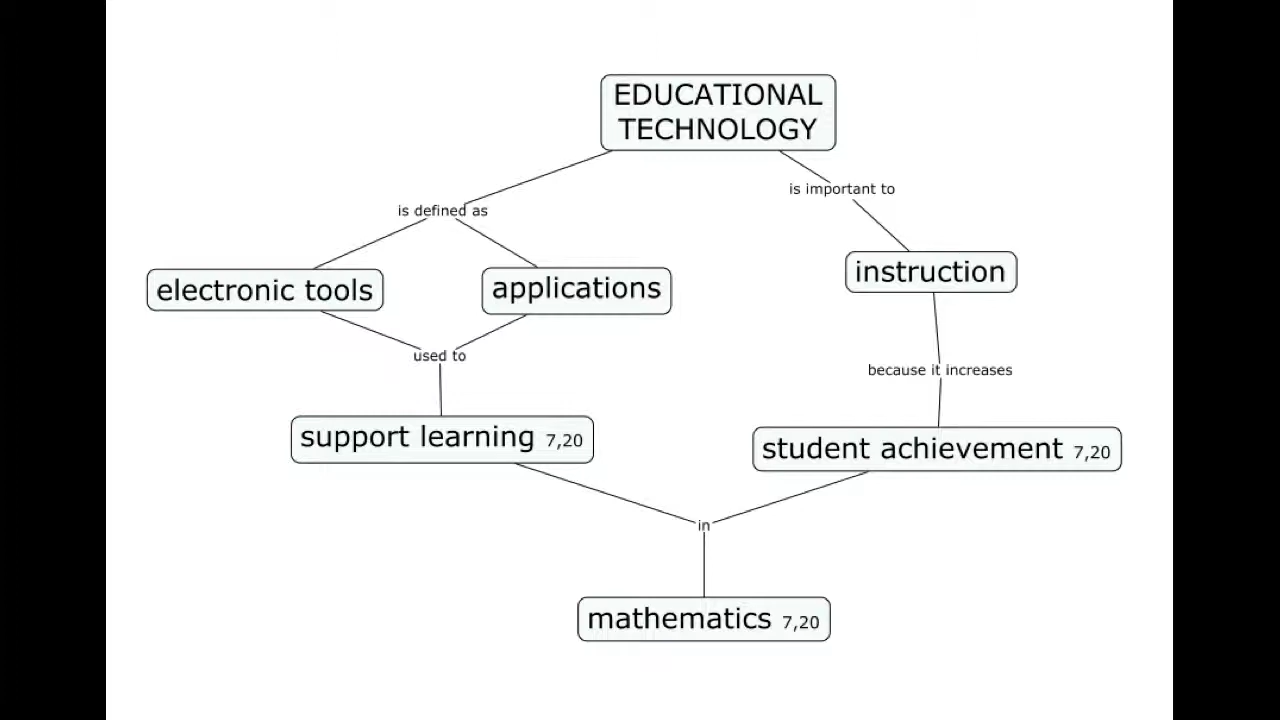 EDUCATIONAL
TECHNOLOGY
is important to
is defined as
instruction
electronic tools
applications
used to
because it increases
support learning 7,20
student achievement 7,20
in
mathematics 7,20